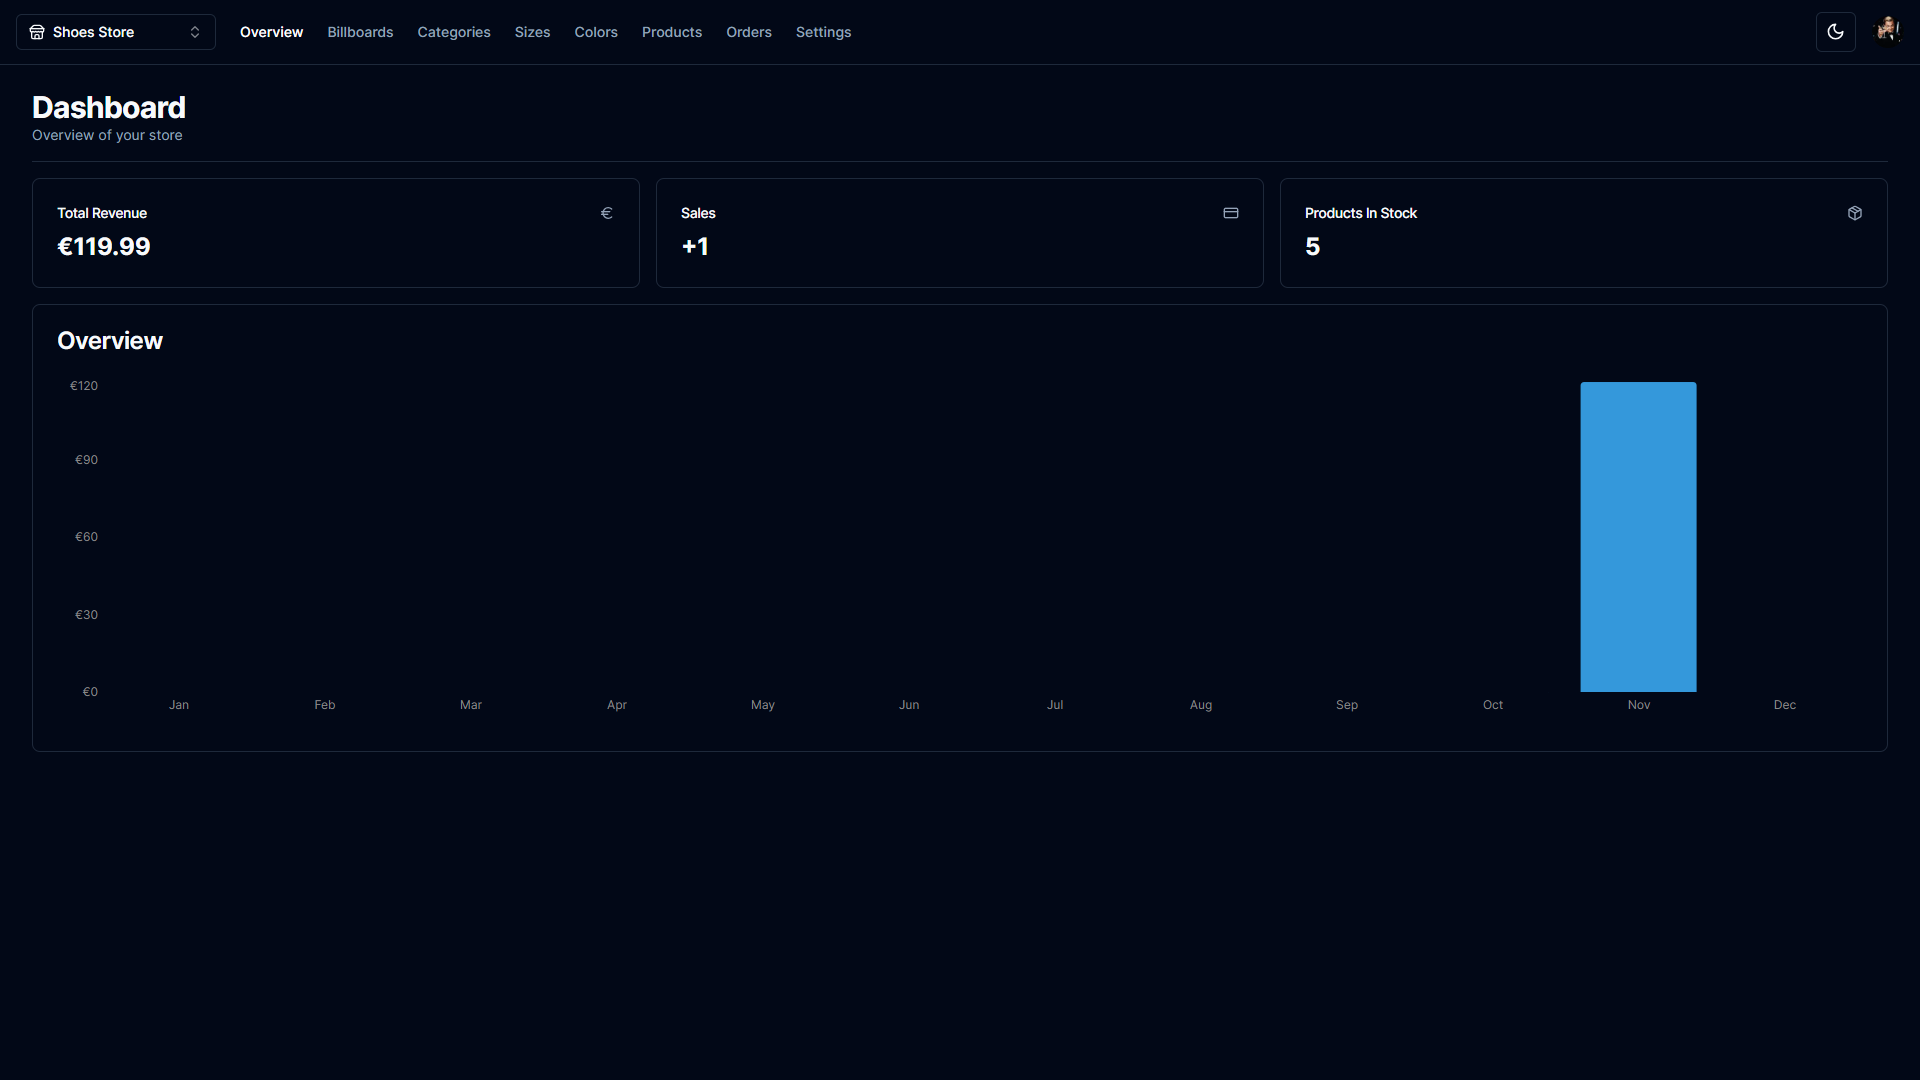 Shoes Store Overview Billboards Categories Sizes Colors Products Orders Settings
Dashboard
Overview of your store
Total Revenue €
€119.99
Sales
+1
Products In Stock
5
Overview
€120
€90
€60
€30
€0
Jan Feb Mar Apr May Jun Jul Aug Sep Oct Nov Dec